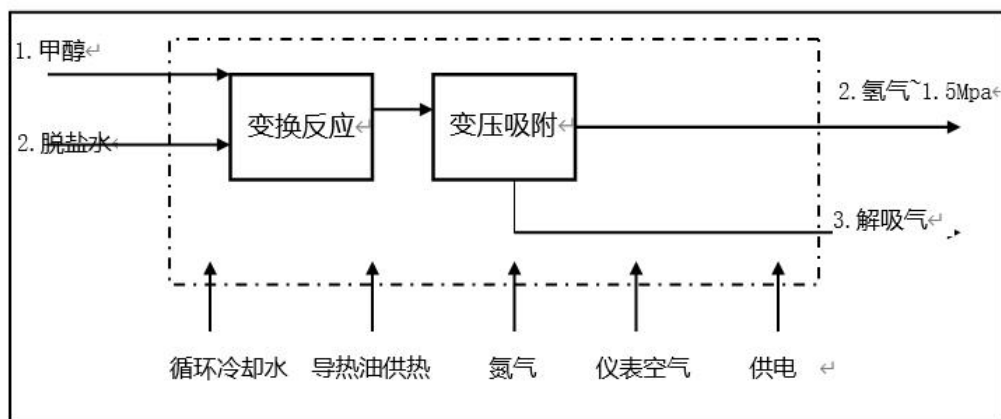 1.甲醇
2.脱盐水
变换反应
变压吸附
2.氢气~1.5Mpa
3.解吸气
循环冷却水 导热油供热 氮气 仪表空气 供电